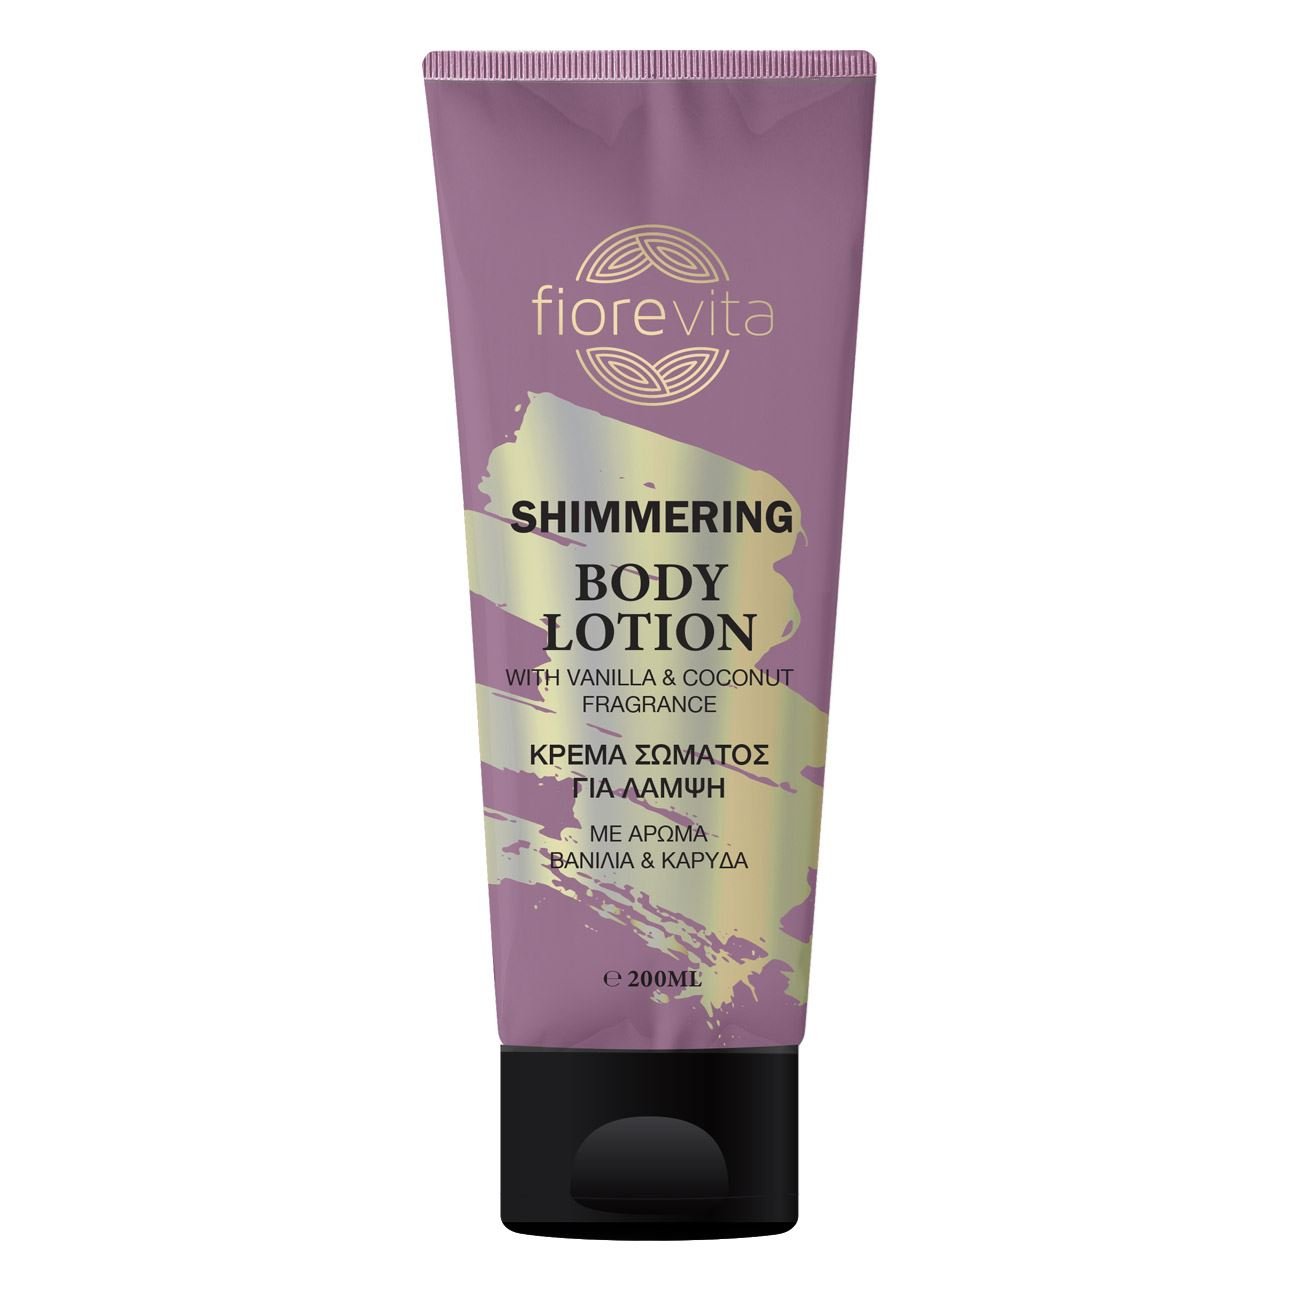 fiorevita
SHIMMERING
BODY
LOTION
WITH VANILLA & COCONUT
FRAGRANCE
ΚΡΕΜΑ ΣΩΜΑΤΟΣ
ΓΙΑ ΛΑΜΨΗ
ΜΕ ΑΡΩΜΑ
ΒΑΝΙΛΙΑ & ΚΑΡΥΔΑ
℮ 200ML